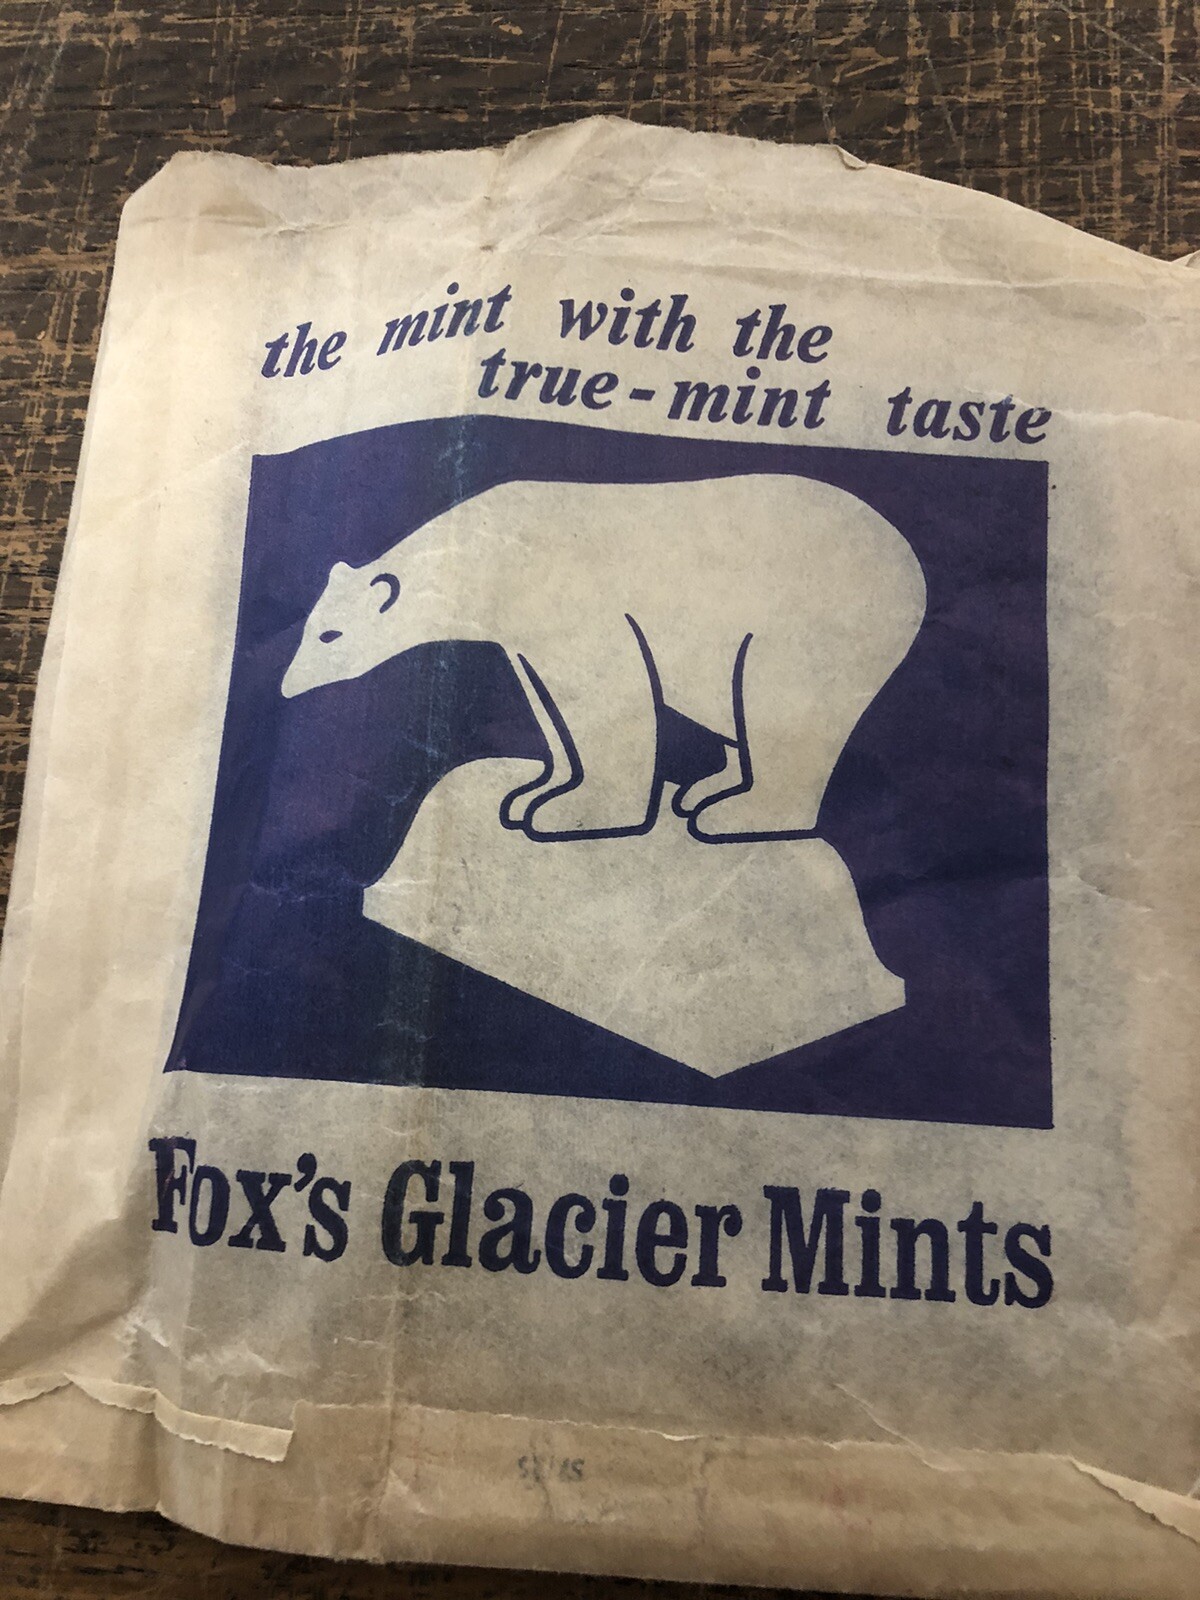 the mint with the
true-mint taste
Fox's Glacier Mints